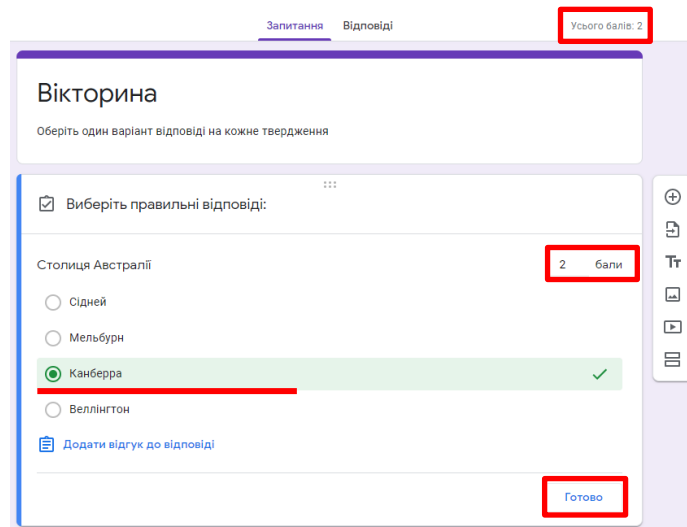 Запитання Відповіді Усього балів: 2
Вікторина
Оберіть один варіант відповіді на кожне твердження
Виберіть правильні відповіді:
Столиця Австралії 2 бали
Сідней
Мельбурн
Канберра
Веллінгтон
Додати відгук до відповіді
Готово
Тт